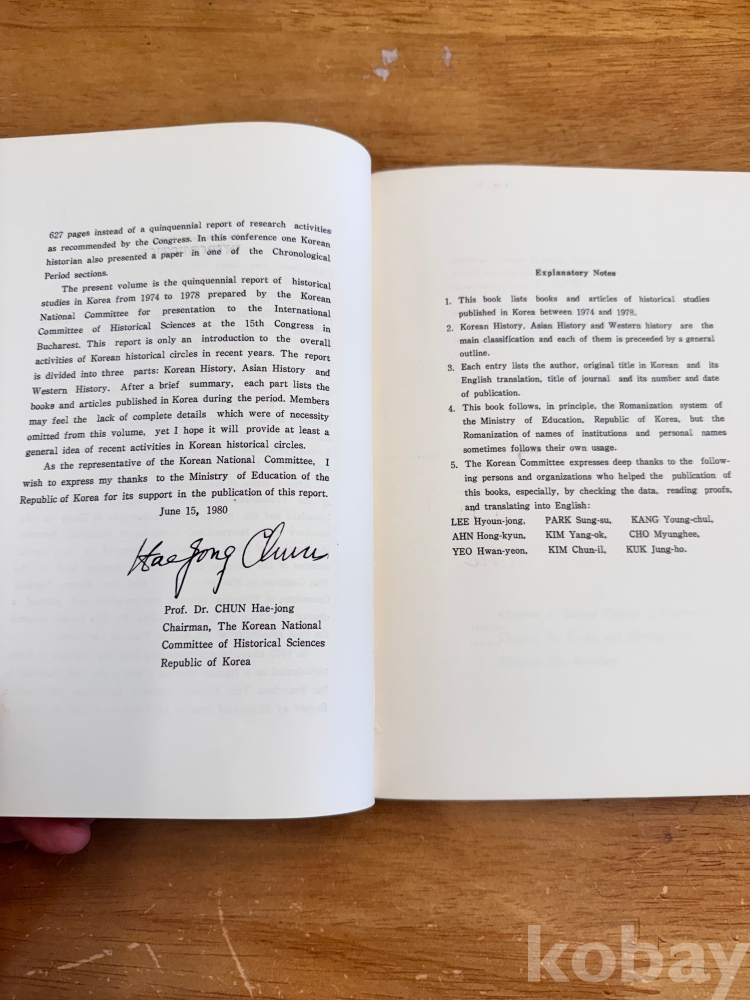 627 pages instead of a quinquennial report of research activities
as recommended by the Congress. In this conference one Korean
historian also presented a paper in one of the Chronological
Period sections.
The present volume is the quinquennial report of historical
studies in Korea from 1974 to 1978 prepared by the Korean
National Committee for presentation to the International
Committee of Historical Sciences at the 15th Congress in
Bucharest. This report is only an introduction to the overall
activities of Korean historical circles in recent years. The report
is divided into three parts: Korean History, Asian History and
Western History. After a brief summary, each part lists the
books and articles published in Korea during the period. Members
may feel the lack of complete details which were of necessity
omitted from this volume, yet I hope it will provide at least a
general idea of recent activities in Korean historical circles.
As the representative of the Korean National Committee, I
wish to express my thanks to the Ministry of Education of the
Republic of Korea for its support in the publication of this report.
June 15, 1980
Hae Jong Chun
Prof. Dr. CHUN Hae-jong
Chairman, The Korean National
Committee of Historical Sciences
Republic of Korea
Explanatory Notes
1. This book lists books and articles of historical studies
published in Korea between 1974 and 1978.
2. Korean History, Asian History and Western history are the
main classification and each of them is preceeded by a general
outline.
3. Each entry lists the author, original title in Korean and its
English translation, title of journal and its number and date
of publication.
4. This book follows, in principle, the Romanization system of
the Ministry of Education, Republic of Korea, but the
Romanization of names of institutions and personal names
sometimes follows their own usage.
5. The Korean Committee expresses deep thanks to the follow-
ing persons and organizations who helped the publication of
this books, especially, by checking the data, reading proofs,
and translating into English:
LEE Hyoun-jong, PARK Sung-su, KANG Young-chul,
AHN Hong-kyun, KIM Yang-ok, CHO Myunghee,
YEO Hwan-yeon, KIM Chun-il, KUK Jung-ho.
kobay